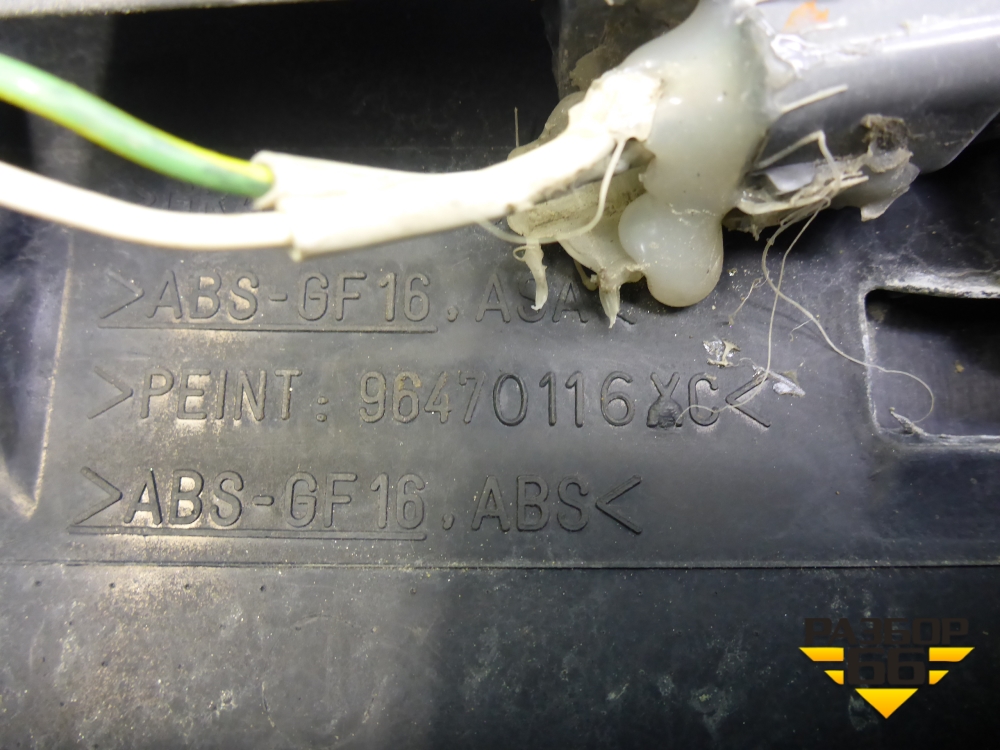 >ABS-GF16.ASA<
>PEINT: 96470116XC<
>ABS-GF16.ABS<
РАЗБОР
66